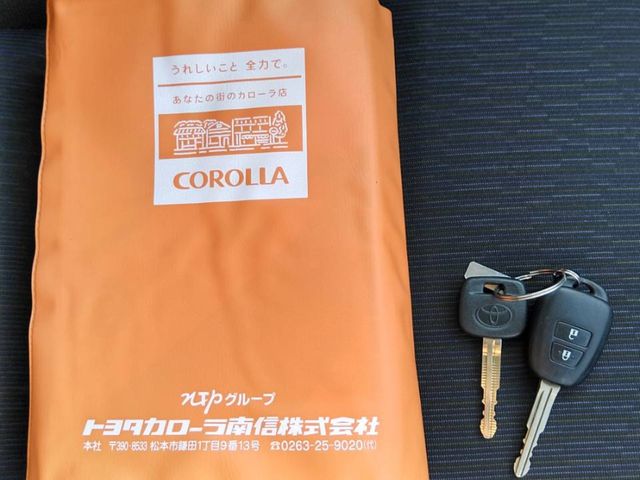 うれしいこと 全力で。
あなたの街のカローラ店
COROLLA
グループ
トヨタカローラ南信株式会社
本社 〒390-8533 松本市鎌田1丁目9番13号 ☎0263-25-9020(代)